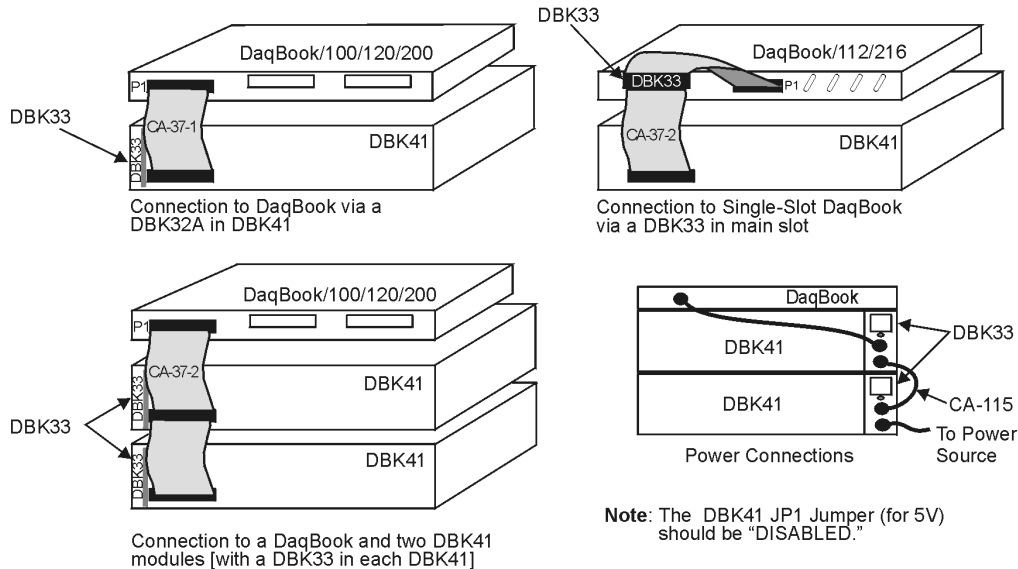 DaqBook/100/120/200
P1
CA-37-1
DBK33
DBK33
DBK41
Connection to DaqBook via a
DBK32A in DBK41
DBK33
DaqBook/112/216
DBK33
P1
CA-37-2
DBK41
Connection to Single-Slot DaqBook
via a DBK33 in main slot
DaqBook/100/120/200
P1
CA-37-2
DBK33
DBK41
DBK33
DBK33
DBK41
Connection to a DaqBook and two DBK41
modules [with a DBK33 in each DBK41]
DaqBook
DBK41
DBK33
DBK41
CA-115
To Power
Source
Power Connections
Note: The DBK41 JP1 Jumper (for 5V)
should be “DISABLED.”